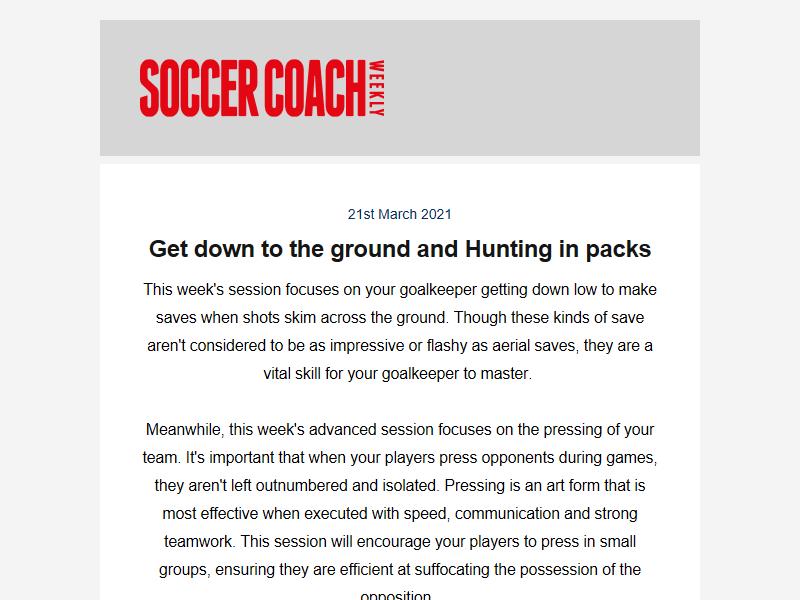 SOCCER COACH WEEKLY
21st March 2021
Get down to the ground and Hunting in packs
This week's session focuses on your goalkeeper getting down low to make
saves when shots skim across the ground. Though these kinds of save
aren't considered to be as impressive or flashy as aerial saves, they are a
vital skill for your goalkeeper to master.
Meanwhile, this week's advanced session focuses on the pressing of your
team. It's important that when your players press opponents during games,
they aren't left outnumbered and isolated. Pressing is an art form that is
most effective when executed with speed, communication and strong
teamwork. This session will encourage your players to press in small
groups, ensuring they are efficient at suffocating the possession of the
opposition.